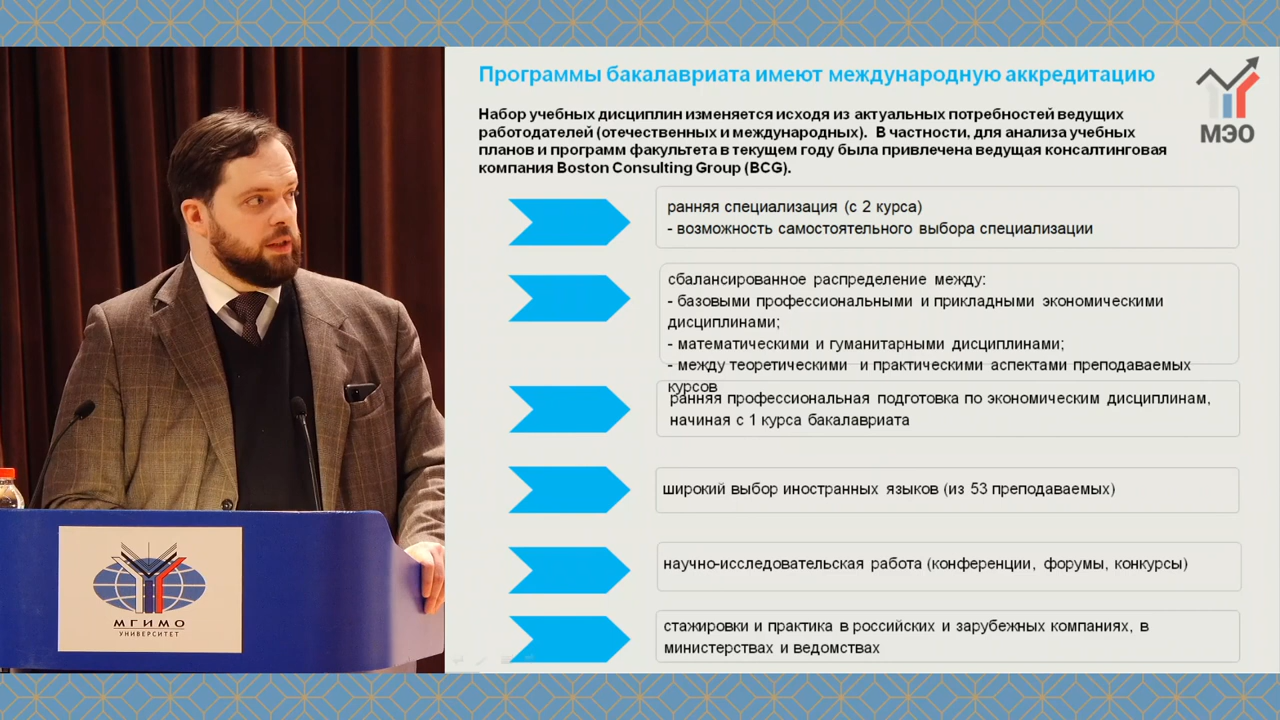 Программы бакалавриата имеют международную аккредитацию
МЭО
Набор учебных дисциплин изменяется исходя из актуальных потребностей ведущих
работодателей (отечественных и международных). В частности, для анализа учебных
планов и программ факультета в текущем году была привлечена ведущая консалтинговая
компания Boston Consulting Group (BCG).
ранняя специализация (с 2 курса)
- возможность самостоятельного выбора специализации
сбалансированное распределение между:
- базовыми профессиональными и прикладными экономическими
дисциплинами;
- математическими и гуманитарными дисциплинами;
- между теоретическими и практическими аспектами преподаваемых
курсов
ранняя профессиональная подготовка по экономическим дисциплинам,
начиная с 1 курса бакалавриата
широкий выбор иностранных языков (из 53 преподаваемых)
научно-исследовательская работа (конференции, форумы, конкурсы)
стажировки и практика в российских и зарубежных компаниях, в
министерствах и ведомствах
МГИМО
УНИВЕРСИТЕТ